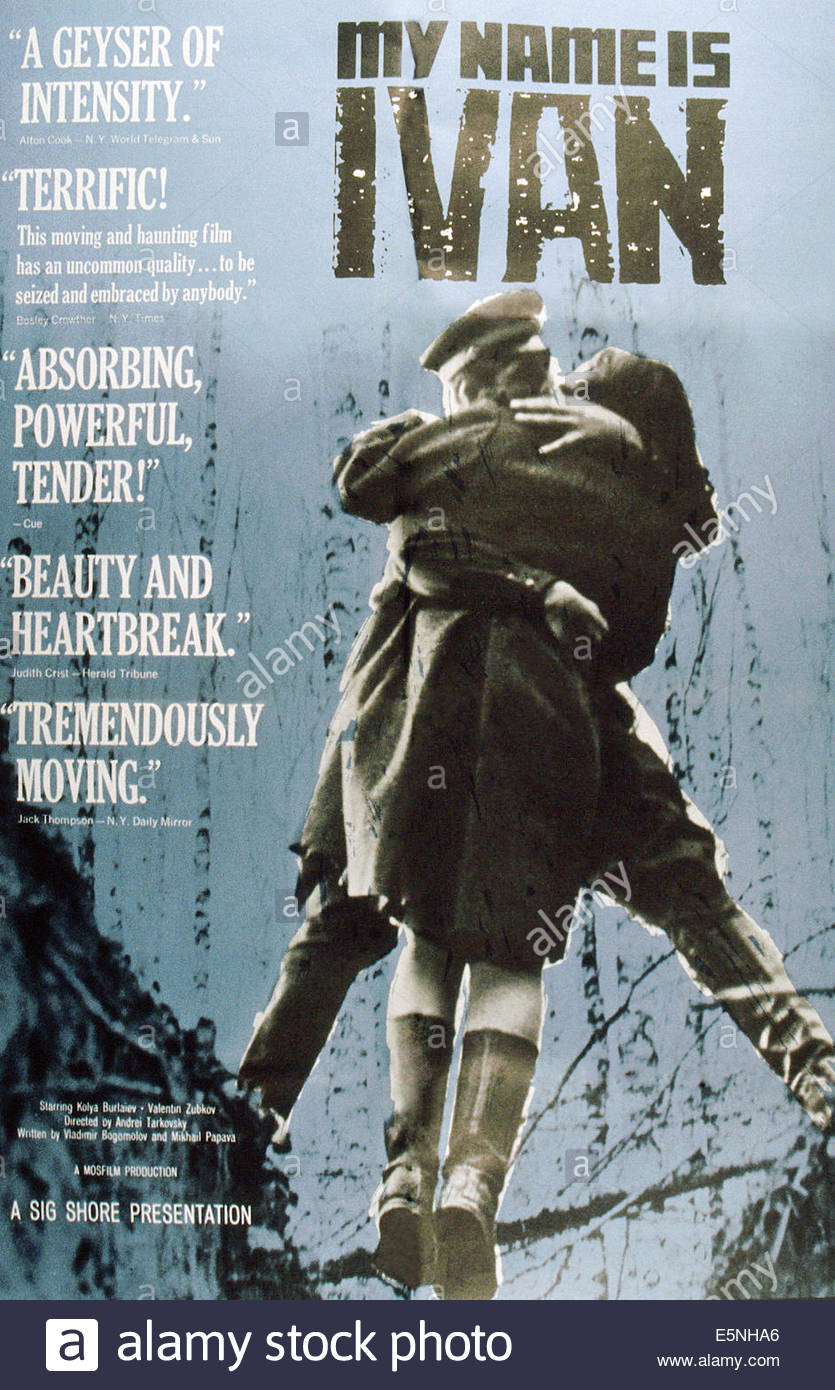 “A GEYSER OF
INTENSITY.”
Alton Cook — N.Y. World Telegram & Sun
“TERRIFIC!
This moving and haunting film
has an uncommon quality...to be
seized and embraced by anybody.”
Bosley Crowther — N.Y. Times
“ABSORBING,
POWERFUL,
TENDER!”
— Cue
“BEAUTY AND
HEARTBREAK.”
Judith Crist — Herald Tribune
“TREMENDOUSLY
MOVING.”
Jack Thompson — N.Y. Daily Mirror
MY NAME IS
IVAN
Starring Kolya Burlaiev • Valentin Zubkov
Directed by Andrei Tarkovsky
Written by Vladimir Bogomolov and Mikhail Papava
A MOSFILM PRODUCTION
A SIG SHORE PRESENTATION
a alamy stock photo
E5NHA6
www.alamy.com
a
alamy